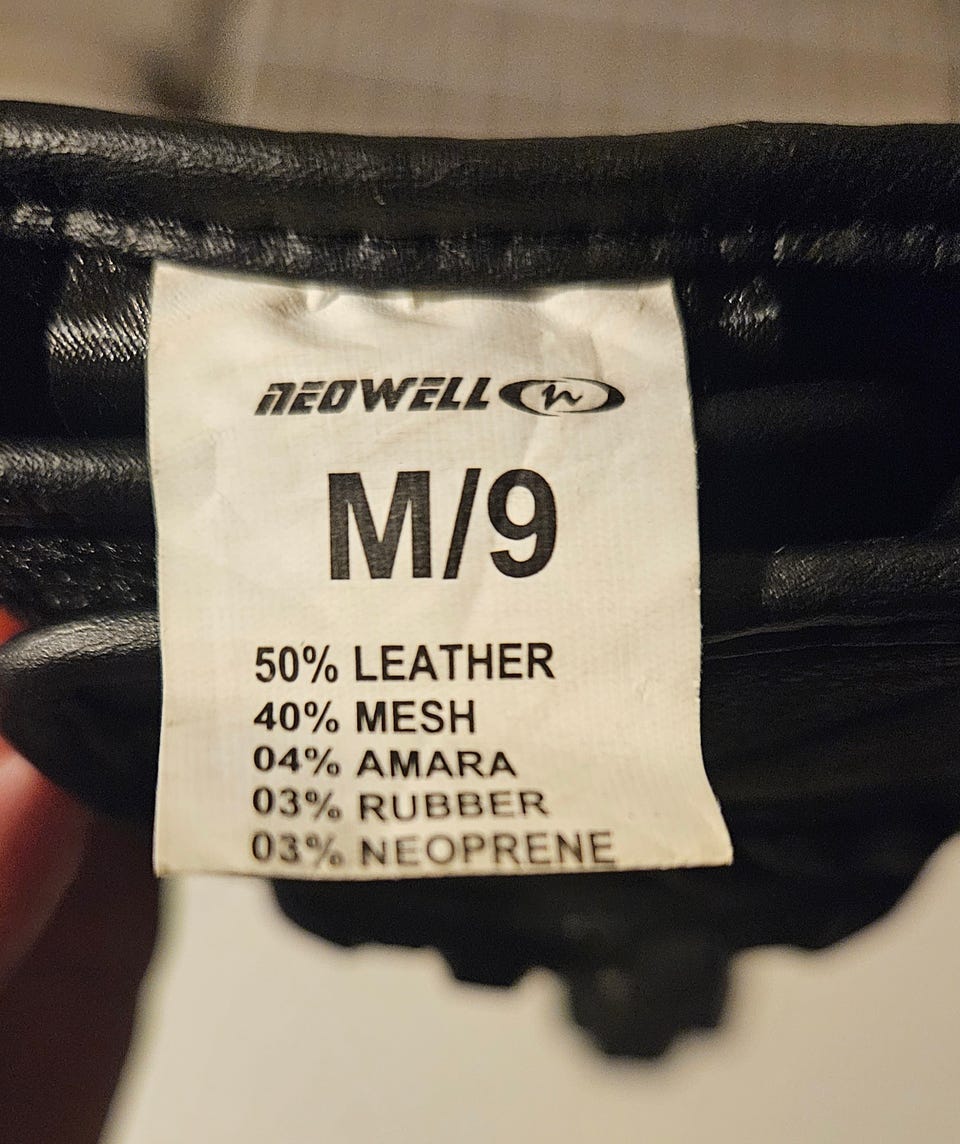 NEOWELL n
M/9
50% LEATHER
40% MESH
04% AMARA
03% RUBBER
03% NEOPRENE